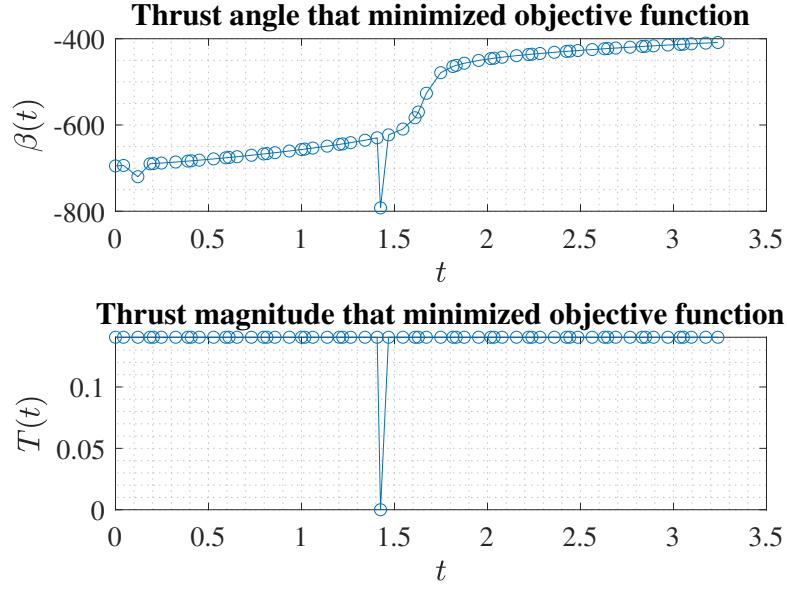 Thrust angle that minimized objective function
-400
-600
-800
β(t)
0 0.5 1 1.5 2 2.5 3 3.5
t
Thrust magnitude that minimized objective function
0.1
0.05
0
T(t)
0 0.5 1 1.5 2 2.5 3 3.5
t